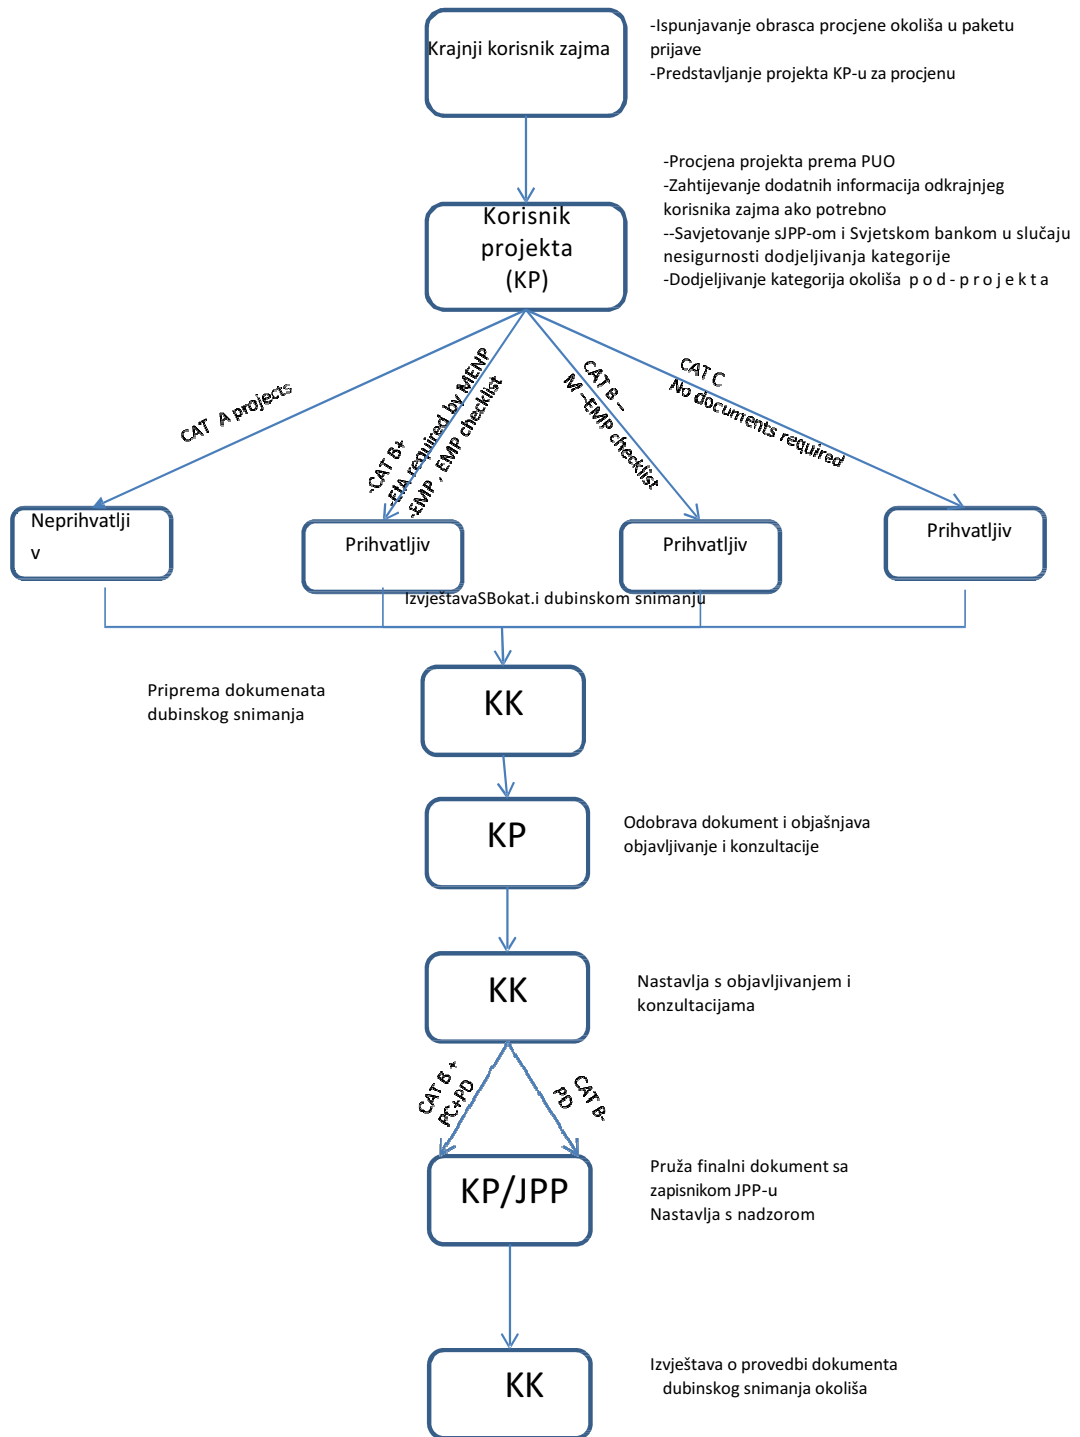 Krajnji korisnik zajma
-Ispunjavanje obrasca procjene okoliša u paketu
prijave
-Predstavljanje projekta KP-u za procjenu
Korisnik
projekta
(KP)
-Procjena projekta prema PUO
-Zahtijevanje dodatnih informacija odkrajnjeg
korisnika zajma ako potrebno
--Savjetovanje sJPP-om i Svjetskom bankom u slučaju
nesigurnosti dodjeljivanja kategorije
-Dodjeljivanje kategorija okoliša pod-projekta
CAT A projects
-CAT B+
-EIA required by MENP
-EMP , EMP checklist
CAT B –
M –EMP checklist
CAT C
No documents required
Neprihvatlji
v
Prihvatljiv
Prihvatljiv
Prihvatljiv
IzvještavaSBokat.i dubinskom snimanju
Priprema dokumenata
dubinskog snimanja
KK
KP
Odobrava dokument i objašnjava
objavljivanje i konzultacije
KK
Nastavlja s objavljivanjem i
konzultacijama
CAT B +
PC+PD
CAT B-
PD
KP/JPP
Pruža finalni dokument sa
zapisnikom JPP-u
Nastavlja s nadzorom
KK
Izvještava o provedbi dokumenta
dubinskog snimanja okoliša